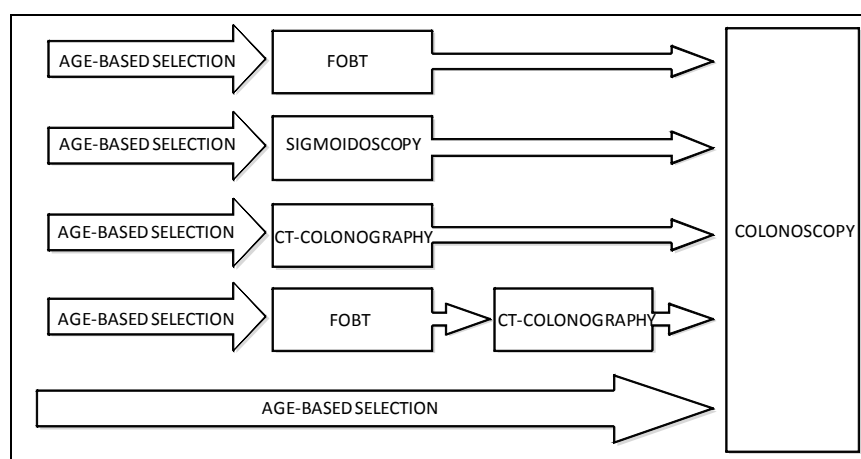 AGE-BASED SELECTION
FOBT
AGE-BASED SELECTION
SIGMOIDOSCOPY
AGE-BASED SELECTION
CT-COLONOGRAPHY
COLONOSCOPY
AGE-BASED SELECTION
FOBT
CT-COLONOGRAPHY
AGE-BASED SELECTION